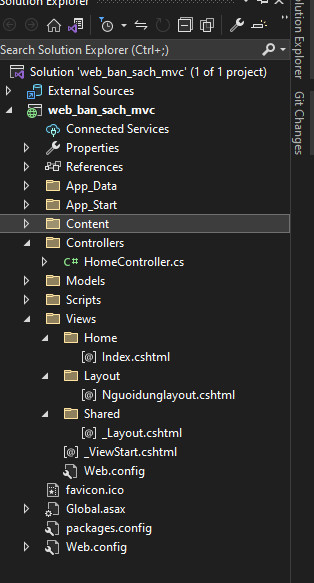 Solution Explorer
Search Solution Explorer (Ctrl+;)
Solution 'web_ban_sach_mvc' (1 of 1 project)
External Sources
web_ban_sach_mvc
Connected Services
Properties
References
App_Data
App_Start
Content
Controllers
C# HomeController.cs
Models
Scripts
Views
Home
[@] Index.cshtml
Layout
[@] Nguoidunglayout.cshtml
Shared
[@] _Layout.cshtml
[@] _ViewStart.cshtml
Web.config
favicon.ico
Global.asax
packages.config
Web.config
Solution Explorer
Git Changes